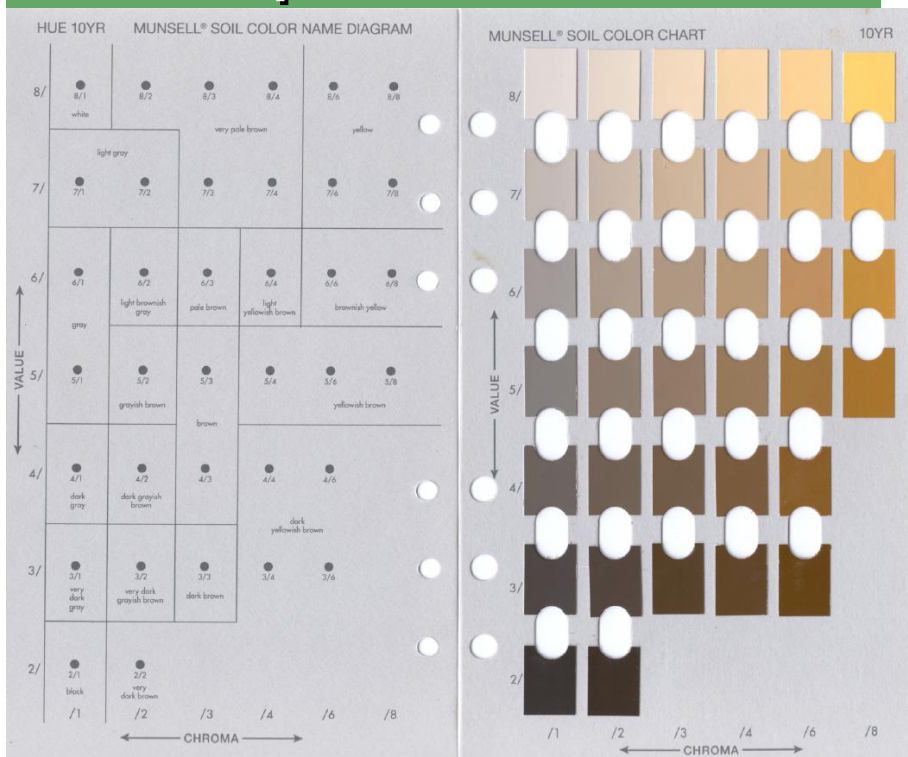 HUE 10YR MUNSELL® SOIL COLOR NAME DIAGRAM
8/
8/1 8/2 8/3 8/4 8/6 8/8
white
very pale brown yellow
light gray
7/
7/1 7/2 7/3 7/4 7/6 7/8
6/
6/1 6/2 6/3 6/4 6/6 6/8
light brownish
gray
pale brown
light
yellowish brown
brownish yellow
gray
VALUE
5/
5/1 5/2 5/3 5/4 5/6 5/8
grayish brown
yellowish brown
brown
4/
4/1 4/2 4/3 4/4 4/6
dark
gray
dark grayish
brown
dark
yellowish brown
3/
3/1 3/2 3/3 3/4 3/6
very
dark
gray
very dark
grayish brown
dark brown
2/
2/1 2/2
black
very
dark brown
/1 /2 /3 /4 /6 /8
CHROMA
MUNSELL® SOIL COLOR CHART 10YR
8/
7/
6/
VALUE
5/
4/
3/
2/
/1 /2 /3 /4 /6 /8
CHROMA